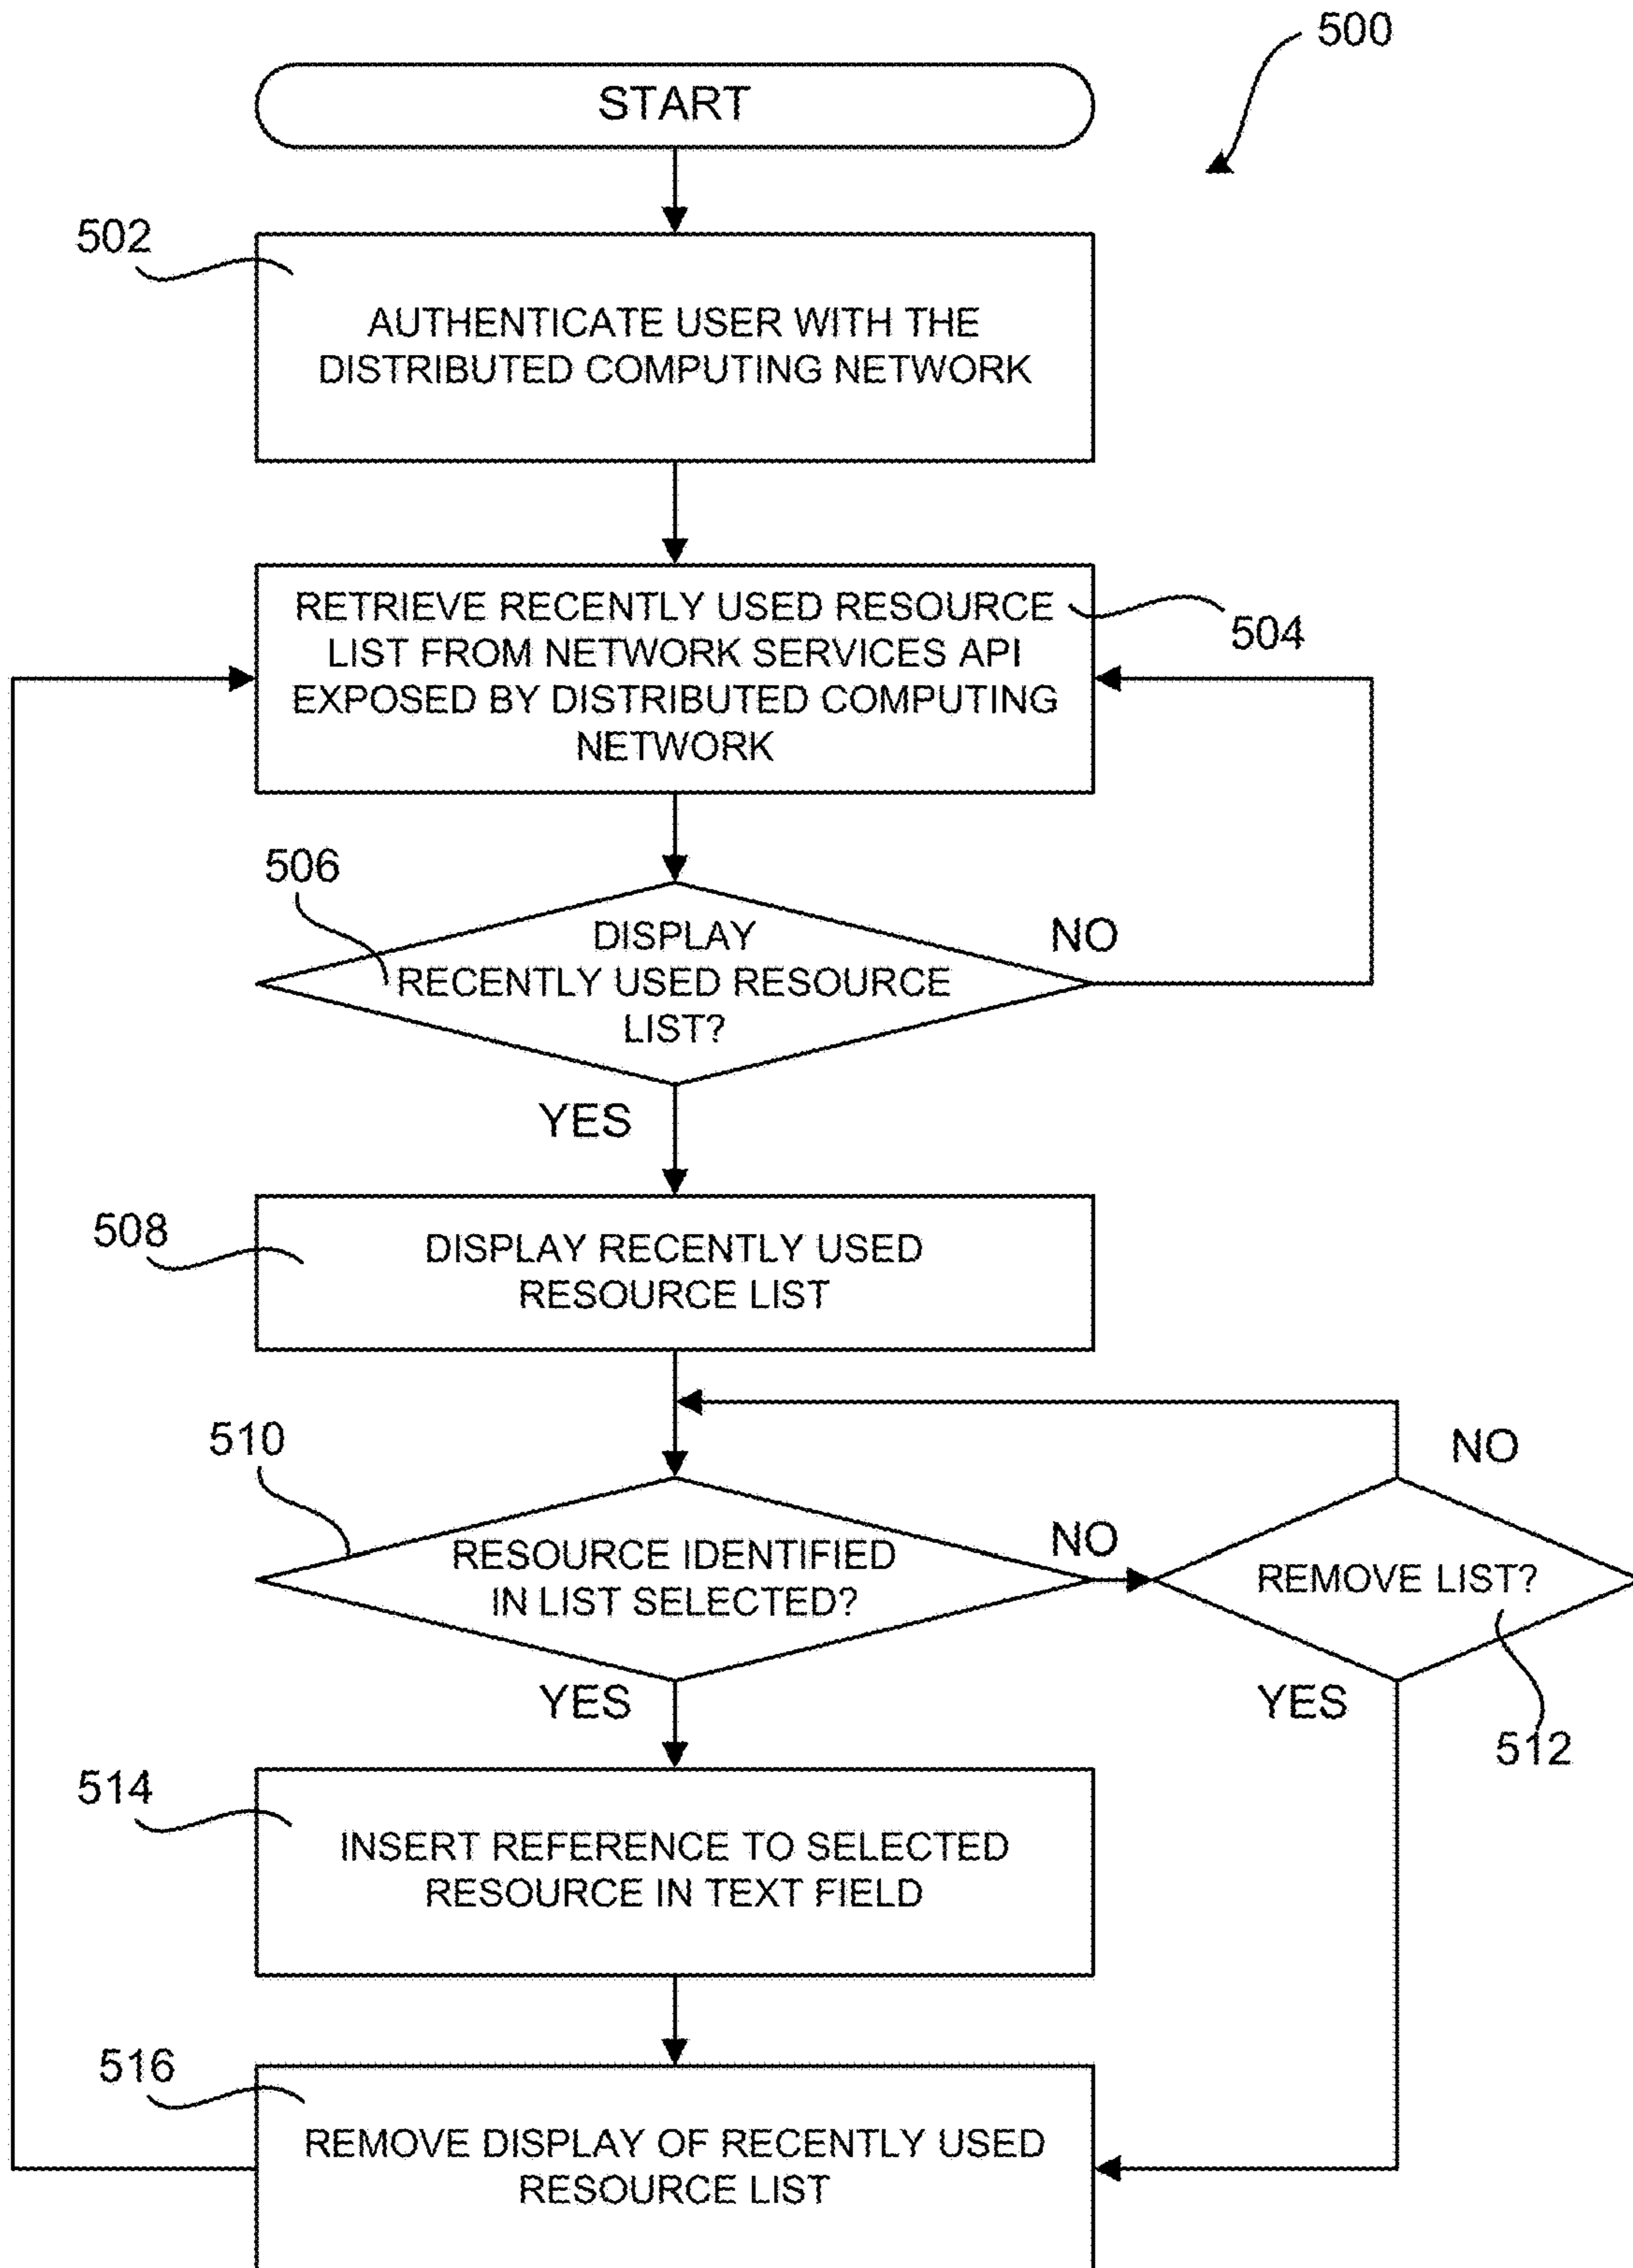 500
START
502
AUTHENTICATE USER WITH THE
DISTRIBUTED COMPUTING NETWORK
RETRIEVE RECENTLY USED RESOURCE
LIST FROM NETWORK SERVICES API
EXPOSED BY DISTRIBUTED COMPUTING
NETWORK
504
506
DISPLAY
RECENTLY USED RESOURCE
LIST?
NO
YES
508
DISPLAY RECENTLY USED
RESOURCE LIST
510
RESOURCE IDENTIFIED
IN LIST SELECTED?
NO
NO
REMOVE LIST?
YES
YES
512
514
INSERT REFERENCE TO SELECTED
RESOURCE IN TEXT FIELD
516
REMOVE DISPLAY OF RECENTLY USED
RESOURCE LIST